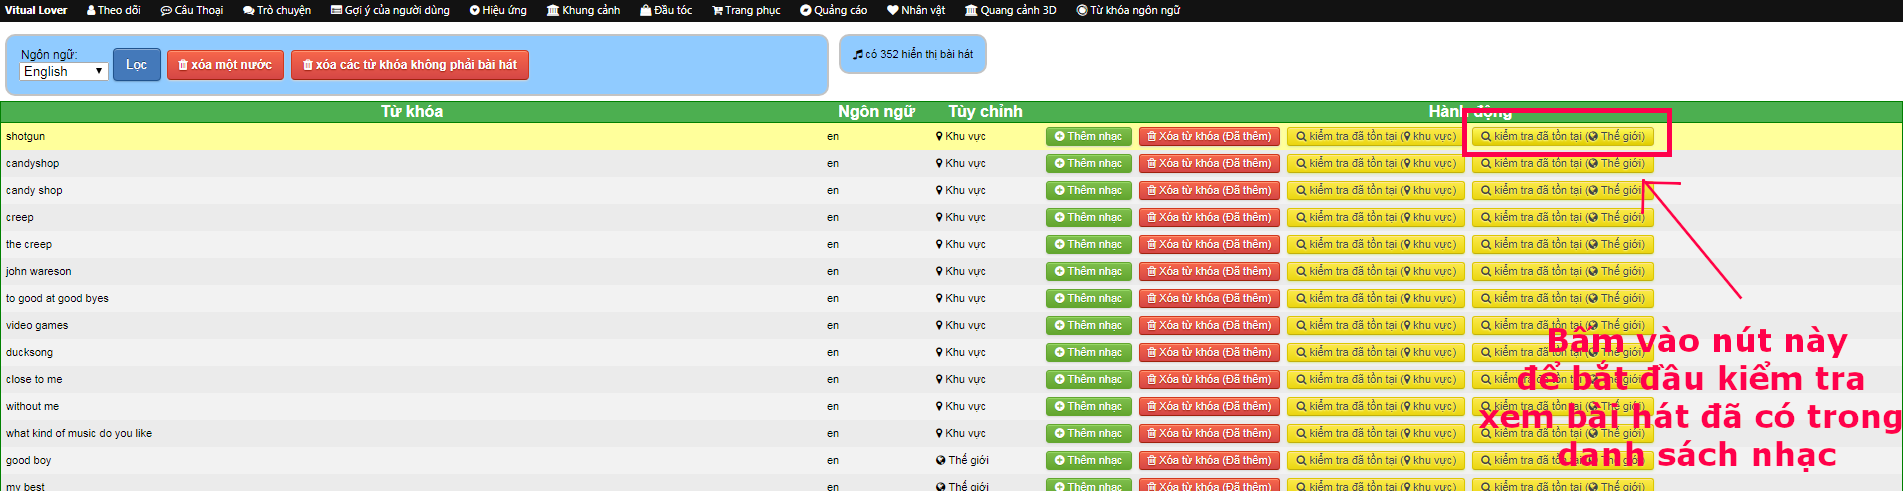 Vitual Lover Theo dõi Câu Thoại Trò chuyện Gợi ý của người dùng Hiệu ứng Khung cảnh Đầu tóc Trang phục Quảng cáo Nhân vật Quang cảnh 3D Từ khóa ngôn ngữ
Ngôn ngữ:
English Lọc xóa một nước xóa các từ khóa không phải bài hát
có 352 hiển thị bài hát
Từ khóa Ngôn ngữ Tùy chỉnh Hành động
shotgun en Khu vực Thêm nhạc Xóa từ khóa (Đã thêm) kiểm tra đã tồn tại (khu vực) kiểm tra đã tồn tại (Thế giới)
candyshop en Khu vực Thêm nhạc Xóa từ khóa (Đã thêm) kiểm tra đã tồn tại (khu vực) kiểm tra đã tồn tại (Thế giới)
candy shop en Khu vực Thêm nhạc Xóa từ khóa (Đã thêm) kiểm tra đã tồn tại (khu vực) kiểm tra đã tồn tại (Thế giới)
creep en Khu vực Thêm nhạc Xóa từ khóa (Đã thêm) kiểm tra đã tồn tại (khu vực) kiểm tra đã tồn tại (Thế giới)
the creep en Khu vực Thêm nhạc Xóa từ khóa (Đã thêm) kiểm tra đã tồn tại (khu vực) kiểm tra đã tồn tại (Thế giới)
john wareson en Khu vực Thêm nhạc Xóa từ khóa (Đã thêm) kiểm tra đã tồn tại (khu vực) kiểm tra đã tồn tại (Thế giới)
to good at good byes en Khu vực Thêm nhạc Xóa từ khóa (Đã thêm) kiểm tra đã tồn tại (khu vực) kiểm tra đã tồn tại (Thế giới)
video games en Khu vực Thêm nhạc Xóa từ khóa (Đã thêm) kiểm tra đã tồn tại (khu vực) kiểm tra đã tồn tại (Thế giới)
ducksong en Khu vực Thêm nhạc Xóa từ khóa (Đã thêm) kiểm tra đã tồn tại (khu vực) kiểm tra đã tồn tại (Thế giới)
close to me en Khu vực Thêm nhạc Xóa từ khóa (Đã thêm) kiểm tra đã tồn tại (khu vực) kiểm tra đã tồn tại (Thế giới)
without me en Khu vực Thêm nhạc Xóa từ khóa (Đã thêm) kiểm tra đã tồn tại (khu vực) kiểm tra đã tồn tại (Thế giới)
what kind of music do you like en Khu vực Thêm nhạc Xóa từ khóa (Đã thêm) kiểm tra đã tồn tại (khu vực) kiểm tra đã tồn tại (Thế giới)
good boy en Thế giới Thêm nhạc Xóa từ khóa (Đã thêm) kiểm tra đã tồn tại (khu vực) kiểm tra đã tồn tại (Thế giới)
my best en Thế giới Thêm nhạc Xóa từ khóa (Đã thêm) kiểm tra đã tồn tại (khu vực) kiểm tra đã tồn tại (Thế giới)
Bấm vào nút này
để bắt đầu kiểm tra
xem bài hát đã có trong
danh sách nhạc